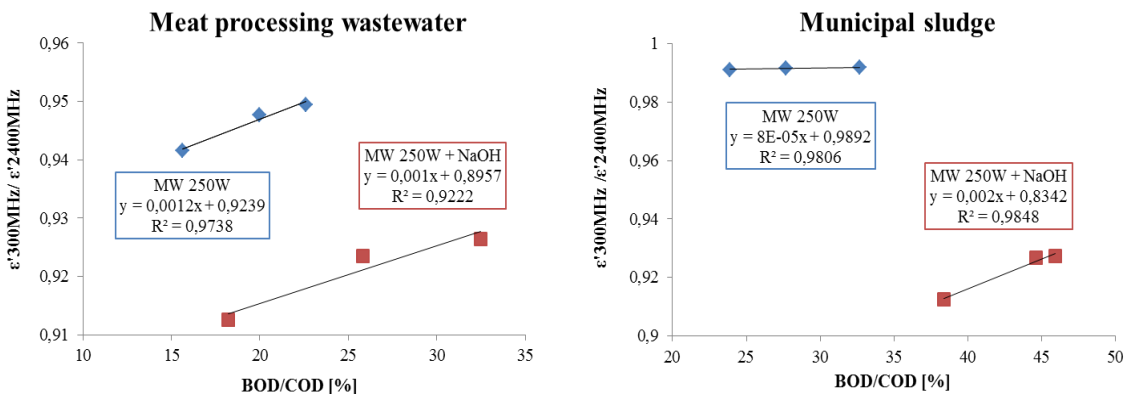 Meat processing wastewater
0,96
0,95
0,94
0,93
0,92
0,91
10
15
20
25
30
35
ε'300MHz/ ε'2400MHz
BOD/COD [%]
MW 250W
y = 0,0012x + 0,9239
R² = 0,9738
MW 250W + NaOH
y = 0,001x + 0,8957
R² = 0,9222
Municipal sludge
1
0,98
0,96
0,94
0,92
0,9
20
25
30
35
40
45
50
ε'300MHz /ε'2400MHz
BOD/COD [%]
MW 250W
y = 8E-05x + 0,9892
R² = 0,9806
MW 250W + NaOH
y = 0,002x + 0,8342
R² = 0,9848